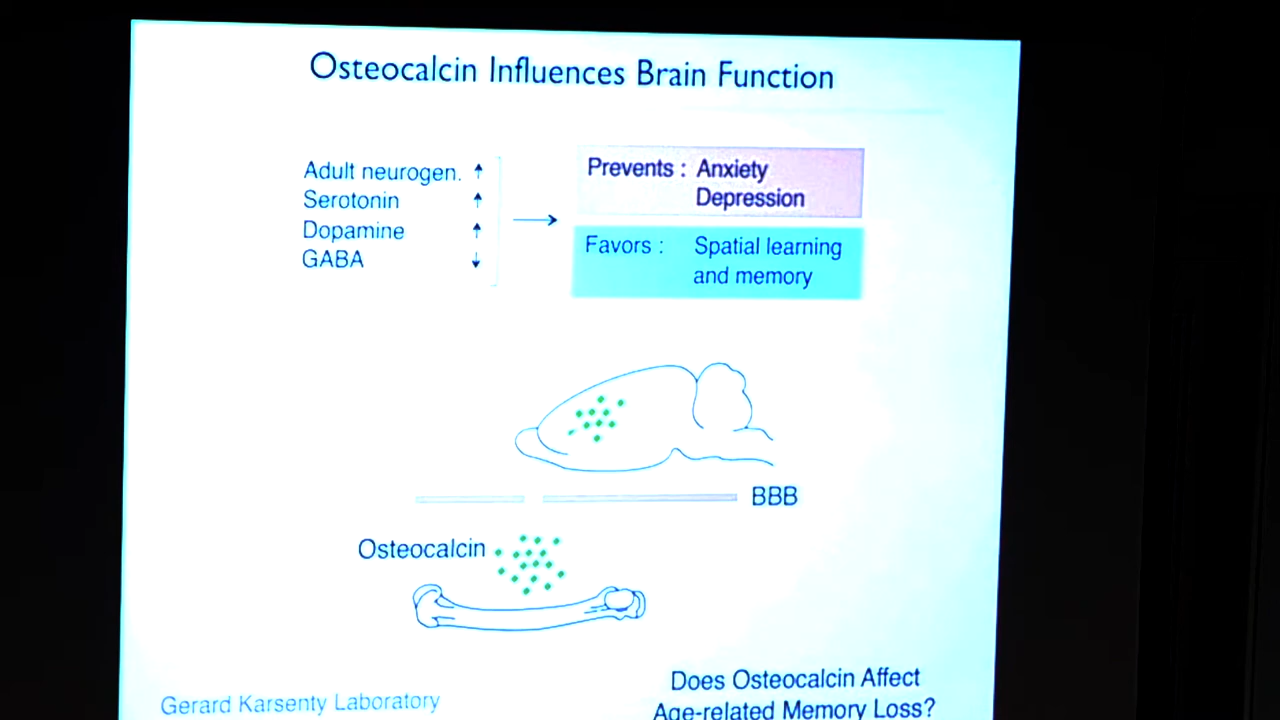 Osteocalcin Influences Brain Function
Adult neurogen. ↑
Serotonin ↑
Dopamine ↑
GABA ↓
Prevents : Anxiety
Depression
Favors : Spatial learning
and memory
BBB
Osteocalcin
Gerard Karsenty Laboratory
Does Osteocalcin Affect
Age-related Memory Loss?